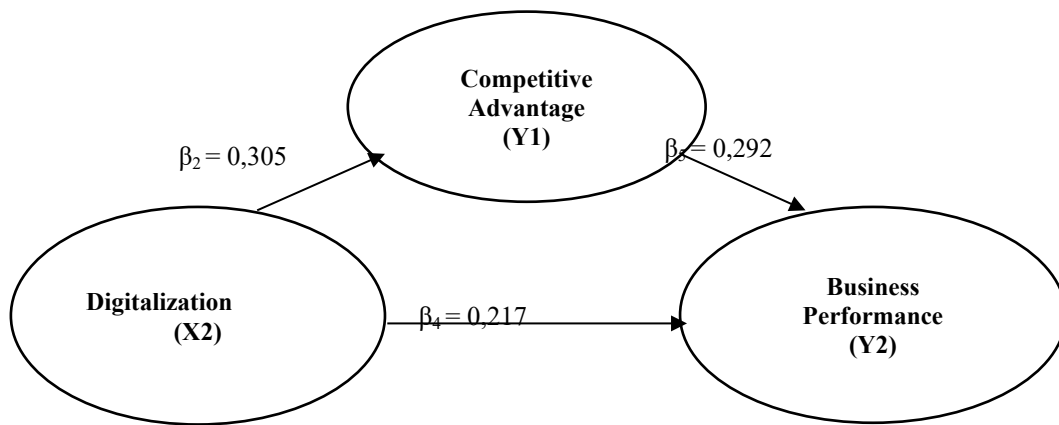 Competitive
Advantage
(Y1)
β₂ = 0,305
β₅ = 0,292
Digitalization
(X2)
β₄ = 0,217
Business
Performance
(Y2)